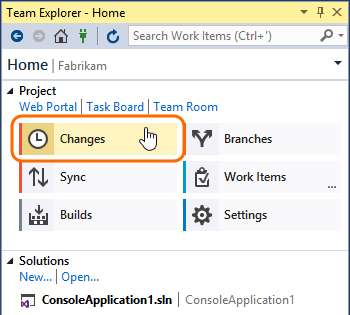 Team Explorer - Home
Search Work Items (Ctrl+')
Home | Fabrikam
Project
Web Portal | Task Board | Team Room
Changes
Branches
Sync
Work Items
...
Builds
Settings
Solutions
New... | Open...
ConsoleApplication1.sln | ConsoleApplication1